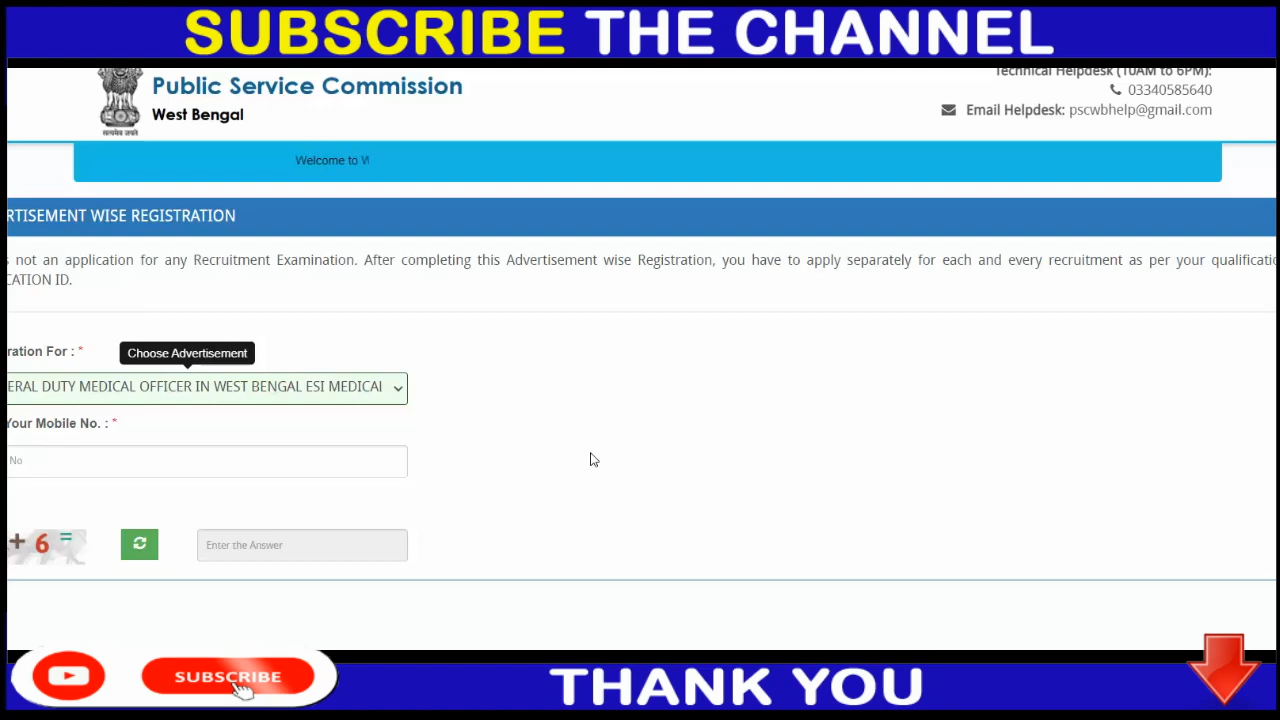 SUBSCRIBE THE CHANNEL
Technical Helpdesk (10AM to 6PM):
Public Service Commission
03340585640
West Bengal
Email Helpdesk: pscwbhelp@gmail.com
सत्यमेव जयते
Welcome to W
RTISEMENT WISE REGISTRATION
s not an application for any Recruitment Examination. After completing this Advertisement wise Registration, you have to apply separately for each and every recruitment as per your qualificatio
CATION ID.
ration For : *
Choose Advertisement
ERAL DUTY MEDICAL OFFICER IN WEST BENGAL ESI MEDICAL
Your Mobile No. : *
No
+ 6 =
Enter the Answer
SUBSCRIBE
THANK YOU